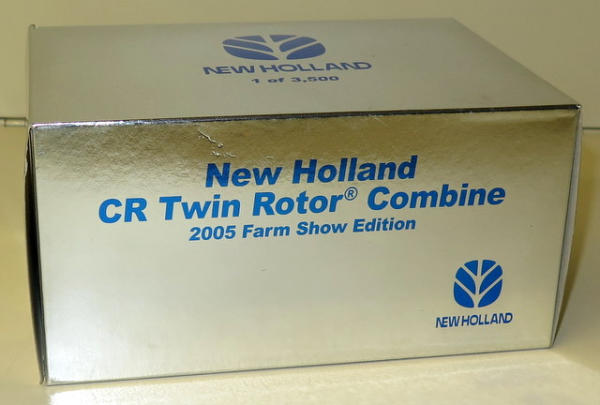 NEW HOLLAND
1 of 3,500
New Holland
CR Twin Rotor® Combine
2005 Farm Show Edition
NEW HOLLAND